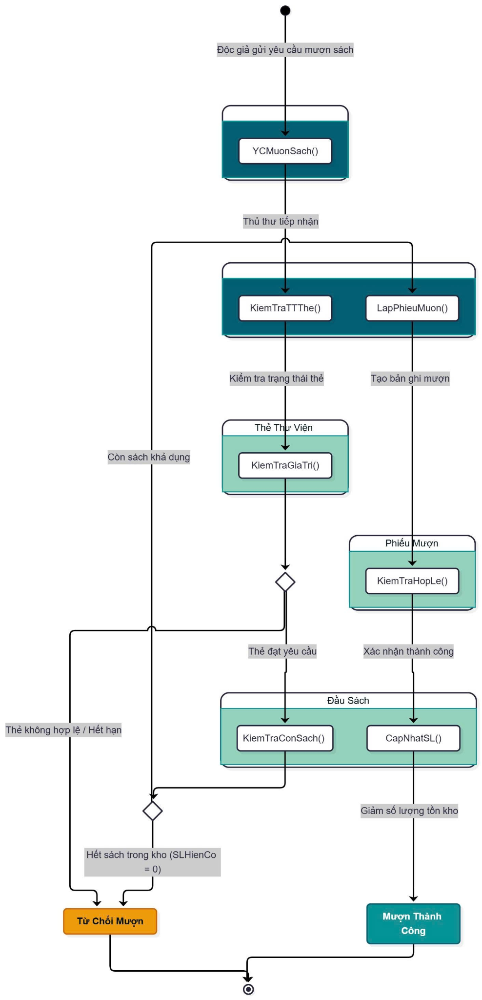 Độc giả gửi yêu cầu mượn sách
YCMuonSach()
Thủ thư tiếp nhận
KiemTraTTThe()
LapPhieuMuon()
Kiểm tra trạng thái thẻ
Tạo bản ghi mượn
Thẻ Thư Viện
Còn sách khả dụng
KiemTraGiaTri()
Phiếu Mượn
KiemTraHopLe()
Thẻ đạt yêu cầu
Xác nhận thành công
Đầu Sách
Thẻ không hợp lệ / Hết hạn
KiemTraConSach()
CapNhatSL()
Giảm số lượng tồn kho
Hết sách trong kho (SLHienCo
= 0)
Từ Chối Mượn
Mượn Thành
Công